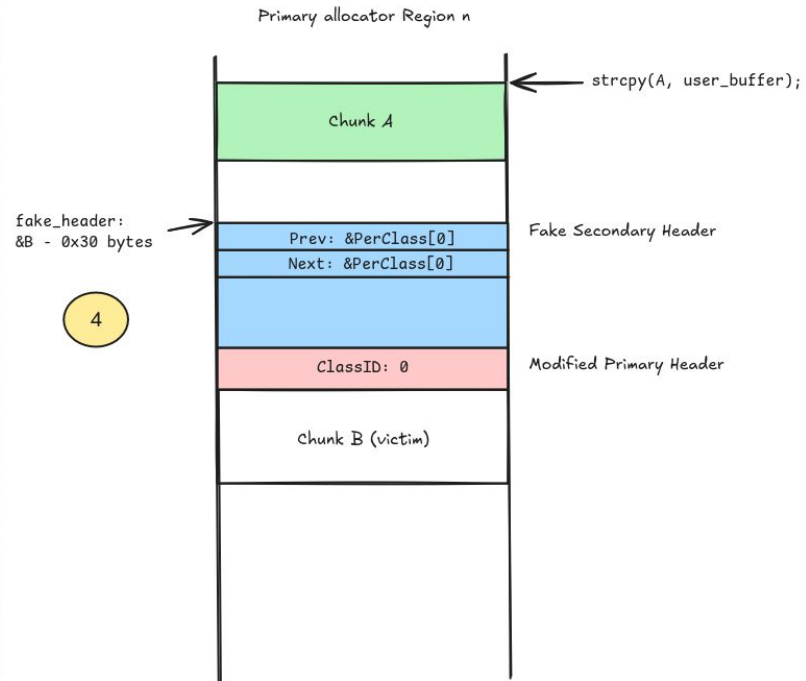 Primary allocator Region n
strcpy(A, user_buffer);
Chunk A
fake_header:
&B - 0x30 bytes
Prev: &PerClass[0]
Fake Secondary Header
Next: &PerClass[0]
4
ClassID: 0
Modified Primary Header
Chunk B (victim)